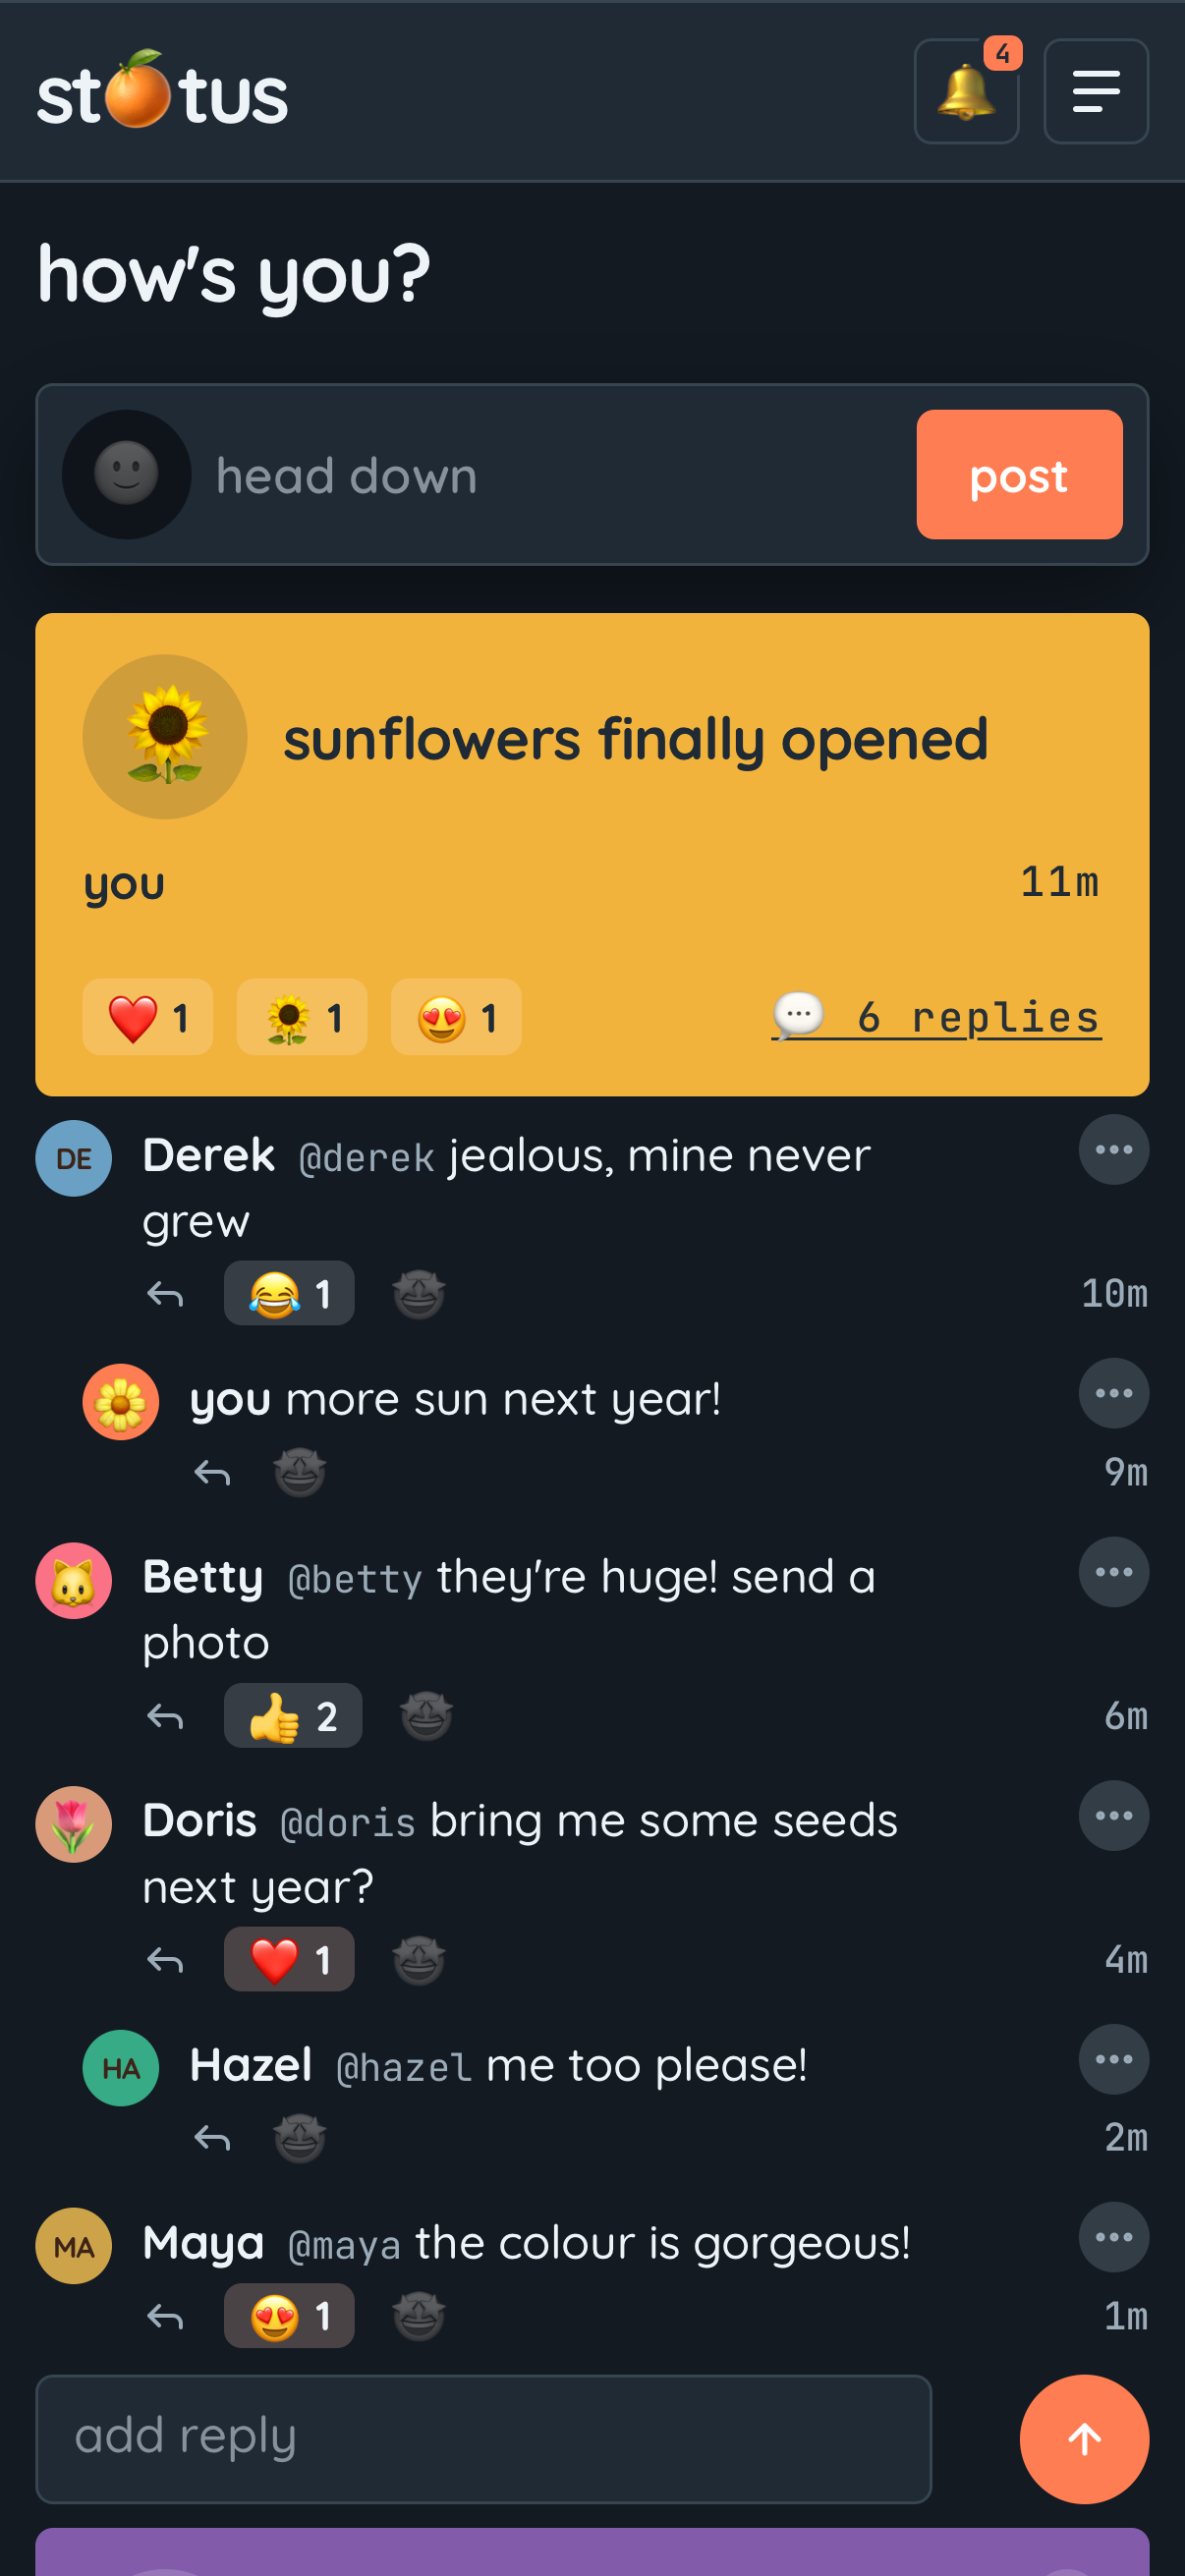 st🍊tus
4
how's you?
head down
post
sunflowers finally opened
you
11m
❤️ 1 🌻 1 😍 1
💬 6 replies
DE
Derek @derek jealous, mine never
grew
😂 1
10m
you more sun next year!
9m
Betty @betty they're huge! send a
photo
👍 2
6m
Doris @doris bring me some seeds
next year?
❤️ 1
4m
HA
Hazel @hazel me too please!
2m
MA
Maya @maya the colour is gorgeous!
😍 1
1m
add reply